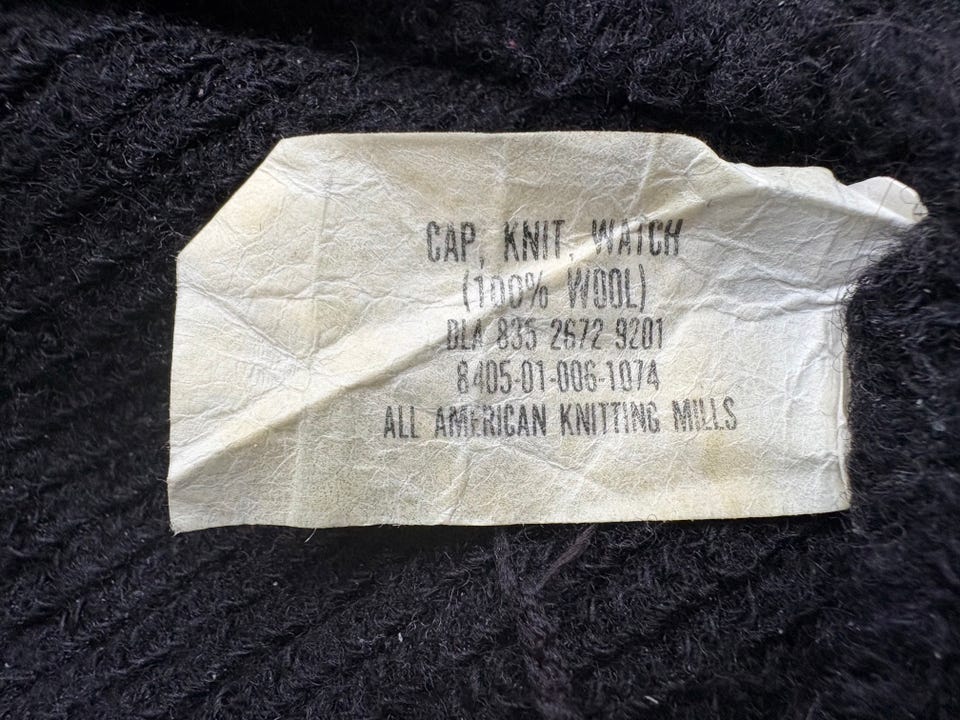 CAP, KNIT, WATCH
(100% WOOL)
DLA 835 2672 9201
8405-01-006-1074
ALL AMERICAN KNITTING MILLS